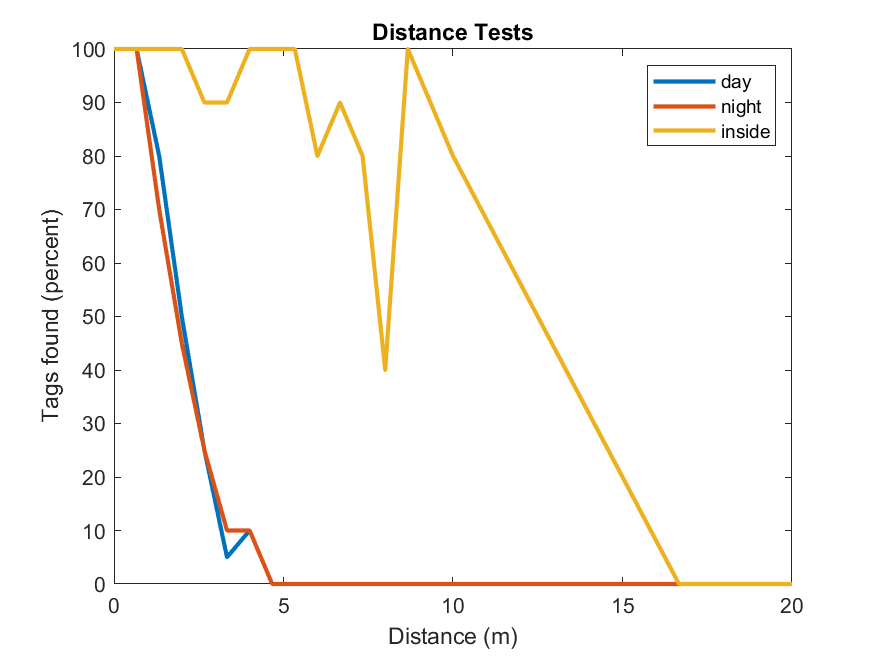 Distance Tests
100
90
80
70
60
50
40
30
20
10
0
Tags found (percent)
day
night
inside
0 5 10 15 20
Distance (m)